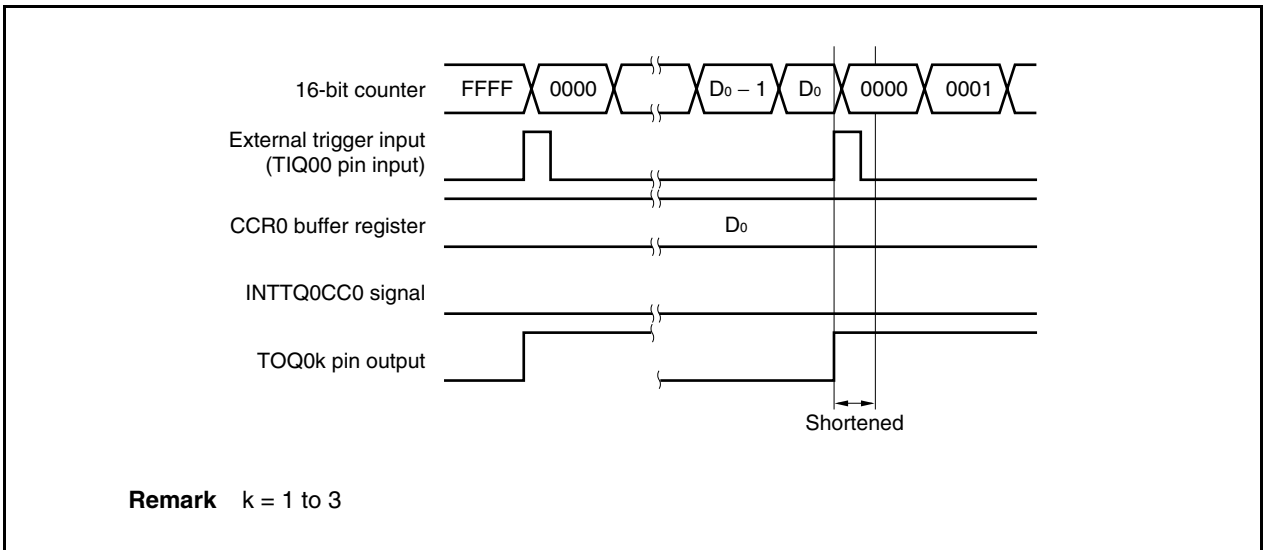 16-bit counter FFFF 0000 D0 – 1 D0 0000 0001
External trigger input
(TIQ00 pin input)
CCR0 buffer register D0
INTTQ0CC0 signal
TOQ0k pin output
Shortened
Remark k = 1 to 3